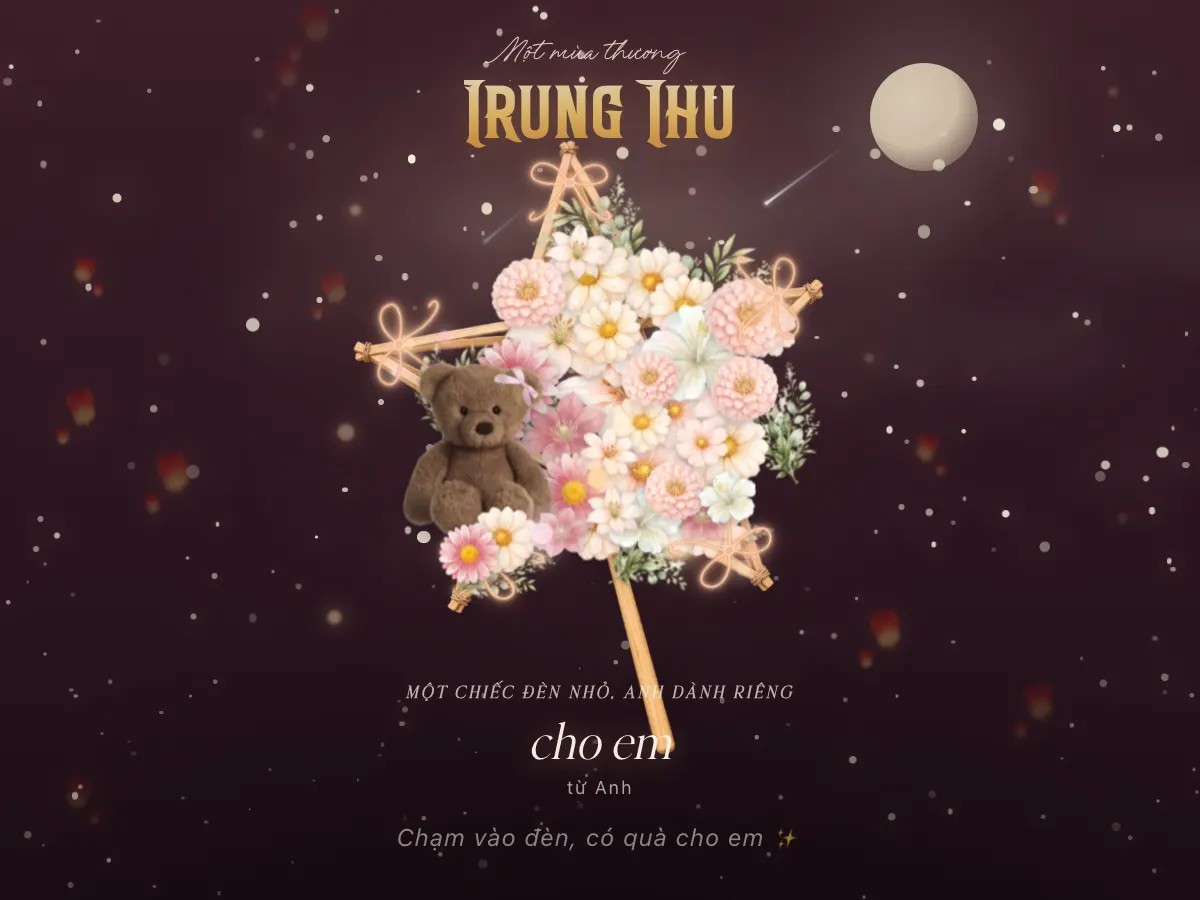 Một mùa thương
TRUNG THU
MỘT CHIẾC ĐÈN NHỎ, ANH DÀNH RIÊNG
cho em
từ Anh
Chạm vào đèn, có quà cho em ✨